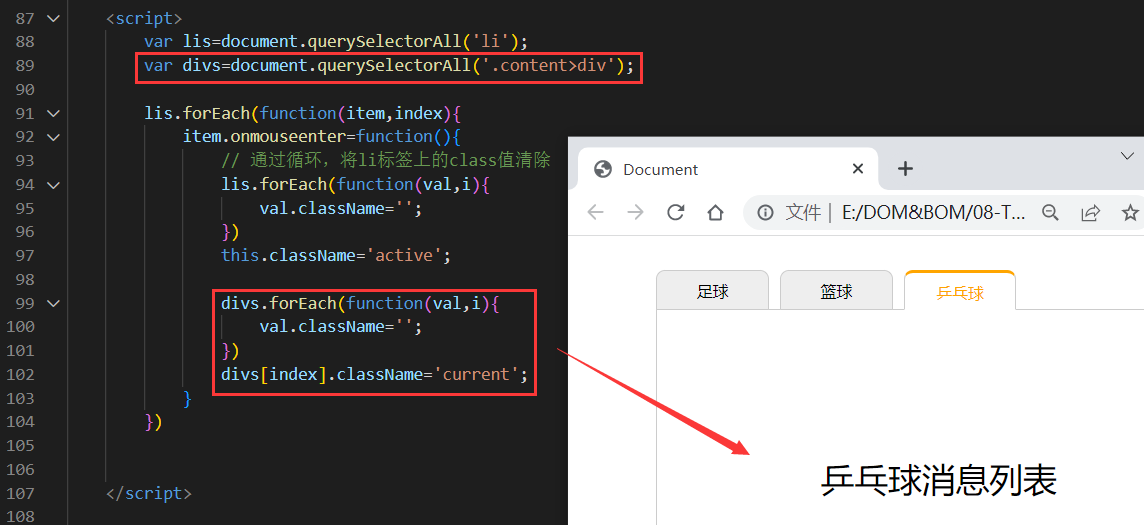 87 <script>
88 var lis=document.querySelectorAll('li');
89 var divs=document.querySelectorAll('.content>div');
90
91 lis.forEach(function(item,index){
92 item.onmouseenter=function(){
93 // 通过循环，将li标签上的class值清除
94 lis.forEach(function(val,i){
95 val.className='';
96 })
97 this.className='active';
98
99 divs.forEach(function(val,i){
100 val.className='';
101 })
102 divs[index].className='current';
103 }
104 })
105
106
107 </script>
108
Document
文件 | E:/DOM&BOM/08-T...
足球 篮球 乒乓球
乒乓球消息列表